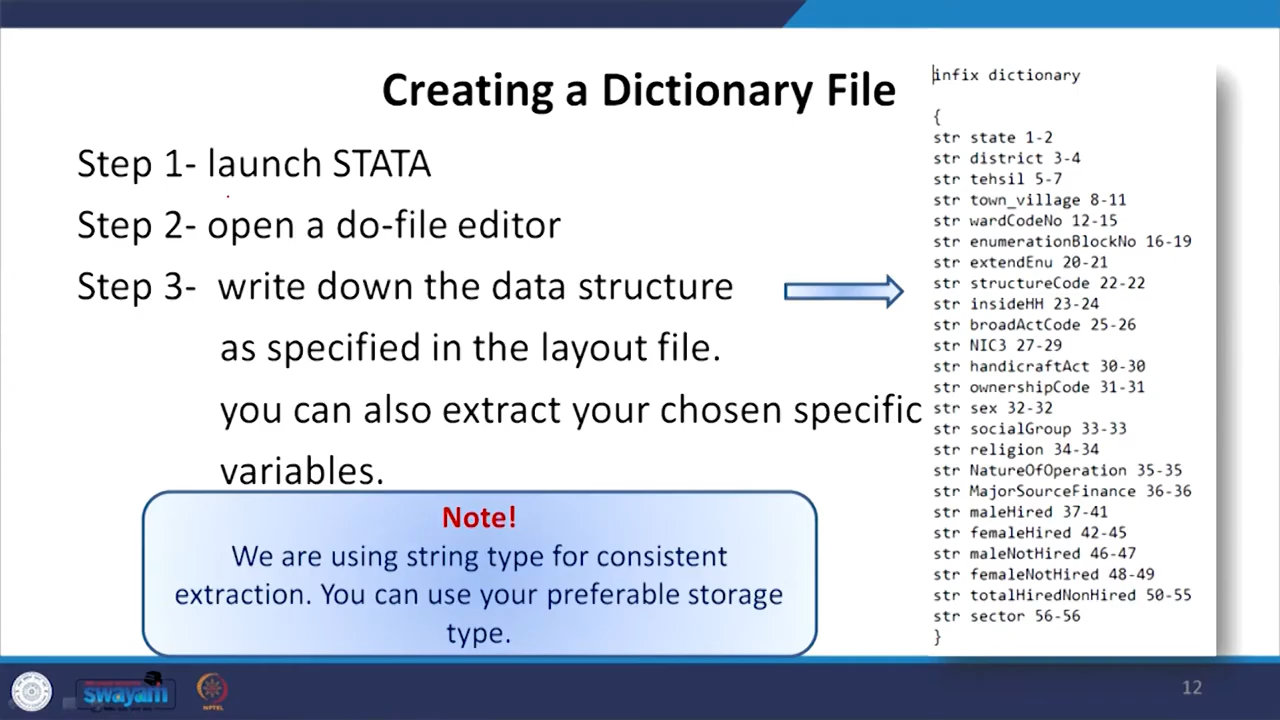 Creating a Dictionary File
Step 1- launch STATA
Step 2- open a do-file editor
Step 3- write down the data structure
as specified in the layout file.
you can also extract your chosen specific
variables.
Note!
We are using string type for consistent
extraction. You can use your preferable storage
type.
infix dictionary
{
str state 1-2
str district 3-4
str tehsil 5-7
str town_village 8-11
str wardCodeNo 12-15
str enumerationBlockNo 16-19
str extendEnu 20-21
str structureCode 22-22
str insideHH 23-24
str broadActCode 25-26
str NIC3 27-29
str handicraftAct 30-30
str ownershipCode 31-31
str sex 32-32
str socialGroup 33-33
str religion 34-34
str NatureOfOperation 35-35
str MajorSourceFinance 36-36
str maleHired 37-41
str femaleHired 42-45
str maleNotHired 46-47
str femaleNotHired 48-49
str totalHiredNonHired 50-55
str sector 56-56
}
swayam
NPTEL
12